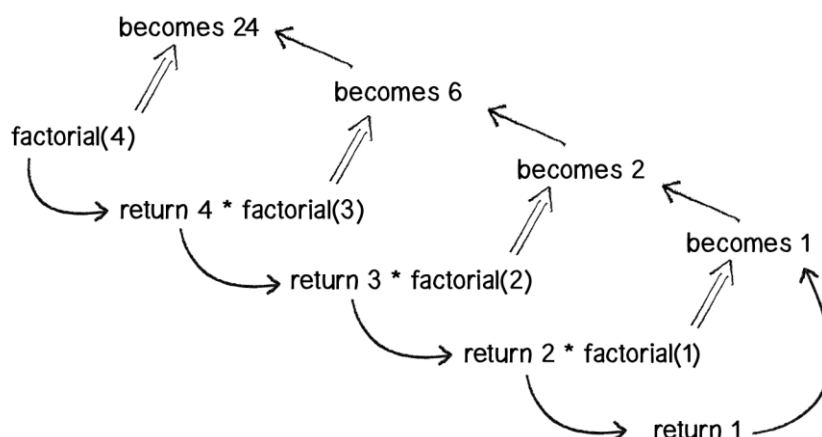 becomes 24
becomes 6
factorial(4)
becomes 2
return 4 * factorial(3)
becomes 1
return 3 * factorial(2)
return 2 * factorial(1)
return 1